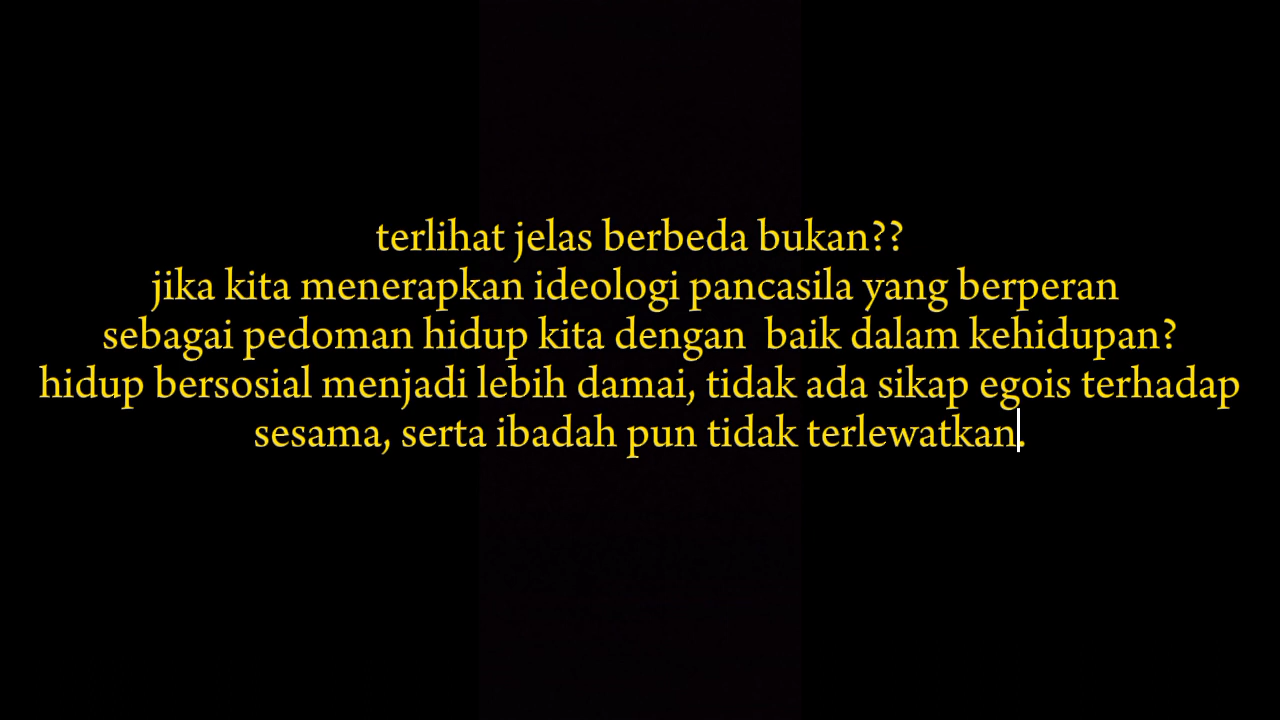 terlihat jelas berbeda bukan??
jika kita menerapkan ideologi pancasila yang berperan
sebagai pedoman hidup kita dengan  baik dalam kehidupan?
hidup bersosial menjadi lebih damai, tidak ada sikap egois terhadap
sesama, serta ibadah pun tidak terlewatkan.